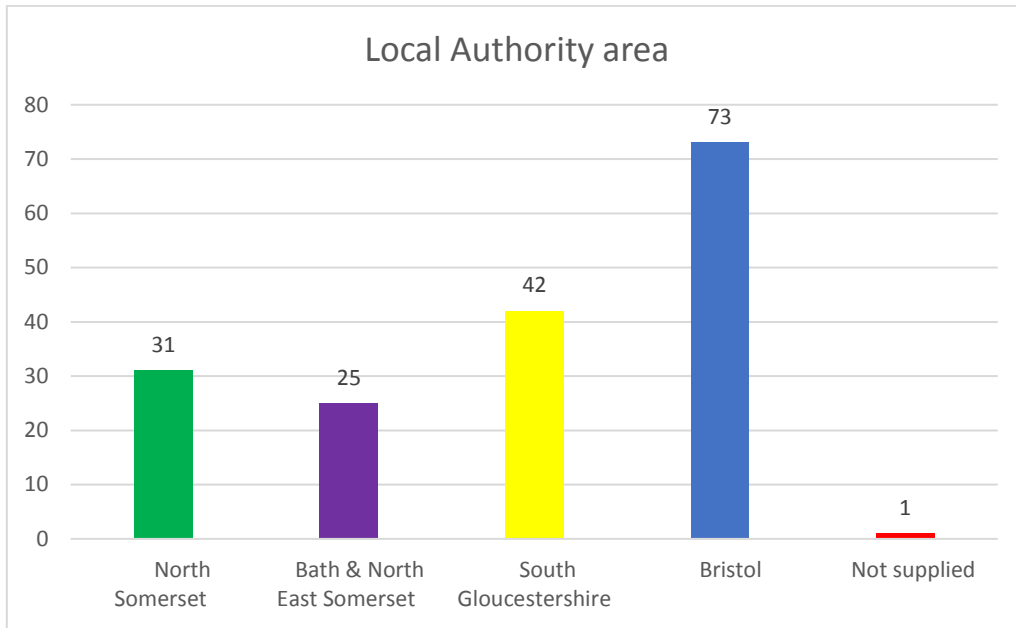 Local Authority area
80
70
60
50
40
30
20
10
0
31
25
42
73
1
North
Somerset
Bath & North
East Somerset
South
Gloucestershire
Bristol
Not supplied